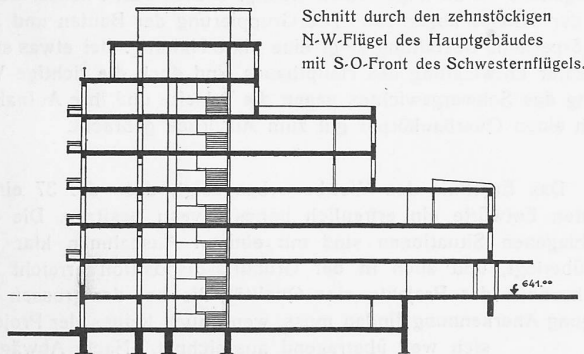 Schnitt durch den zehnstöckigen
N-W-Flügel des Hauptgebäudes
mit S-O-Front des Schwesternflügels.
641.00